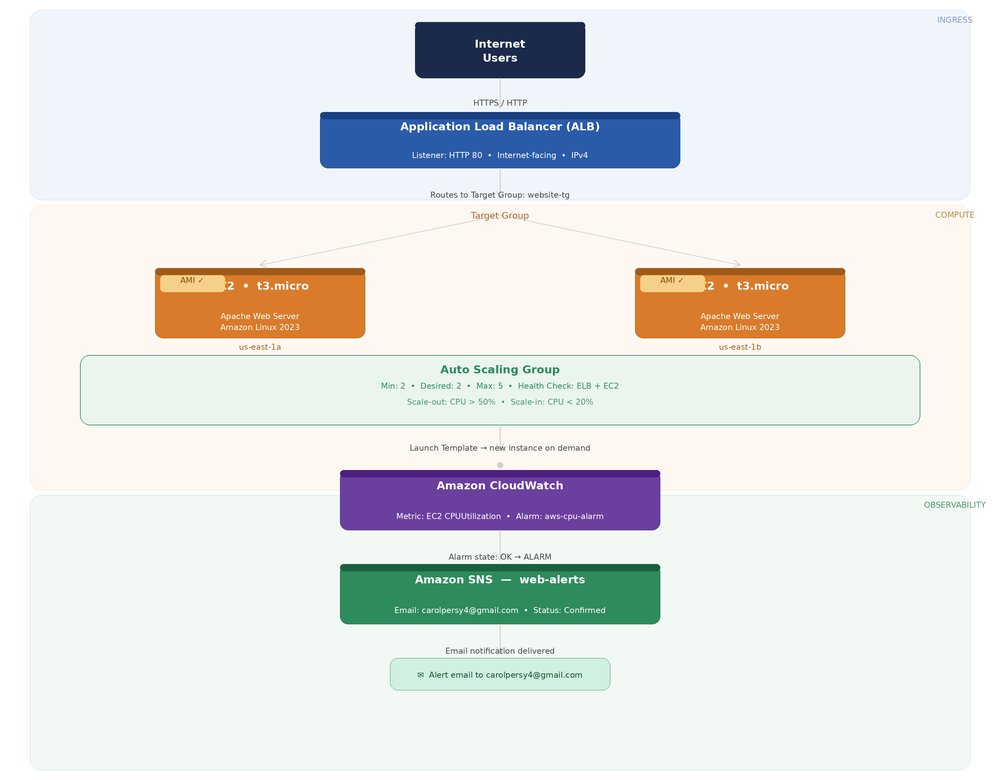 INGRESS
Internet
Users
HTTPS / HTTP
Application Load Balancer (ALB)
Listener: HTTP 80 • Internet-facing • IPv4
Routes to Target Group: website-tg
Target Group
COMPUTE
AMI ✓
2 • t3.micro
Apache Web Server
Amazon Linux 2023
us-east-1a
AMI ✓
2 • t3.micro
Apache Web Server
Amazon Linux 2023
us-east-1b
Auto Scaling Group
Min: 2 • Desired: 2 • Max: 5 • Health Check: ELB + EC2
Scale-out: CPU > 50% • Scale-in: CPU < 20%
Launch Template → new instance on demand
Amazon CloudWatch
Metric: EC2 CPUUtilization • Alarm: aws-cpu-alarm
OBSERVABILITY
Alarm state: OK → ALARM
Amazon SNS — web-alerts
Email: carolpersy4@gmail.com • Status: Confirmed
Email notification delivered
✉ Alert email to carolpersy4@gmail.com